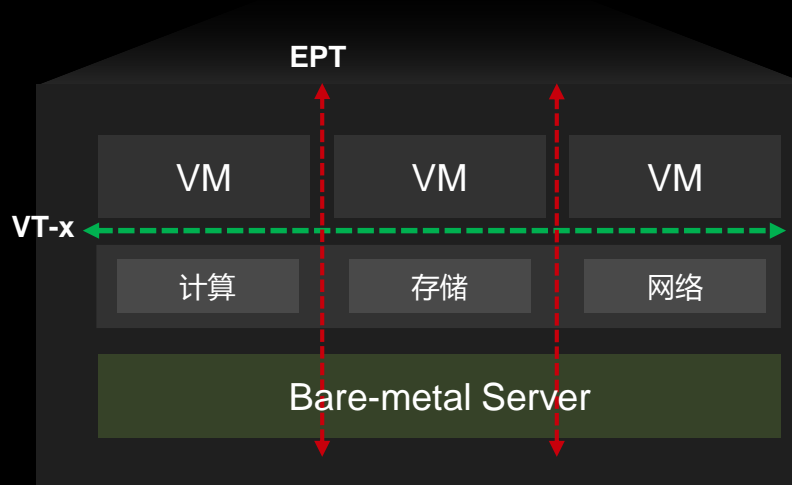 EPT
VM
VM
VM
VT-x
计算
存储
网络
Bare-metal Server